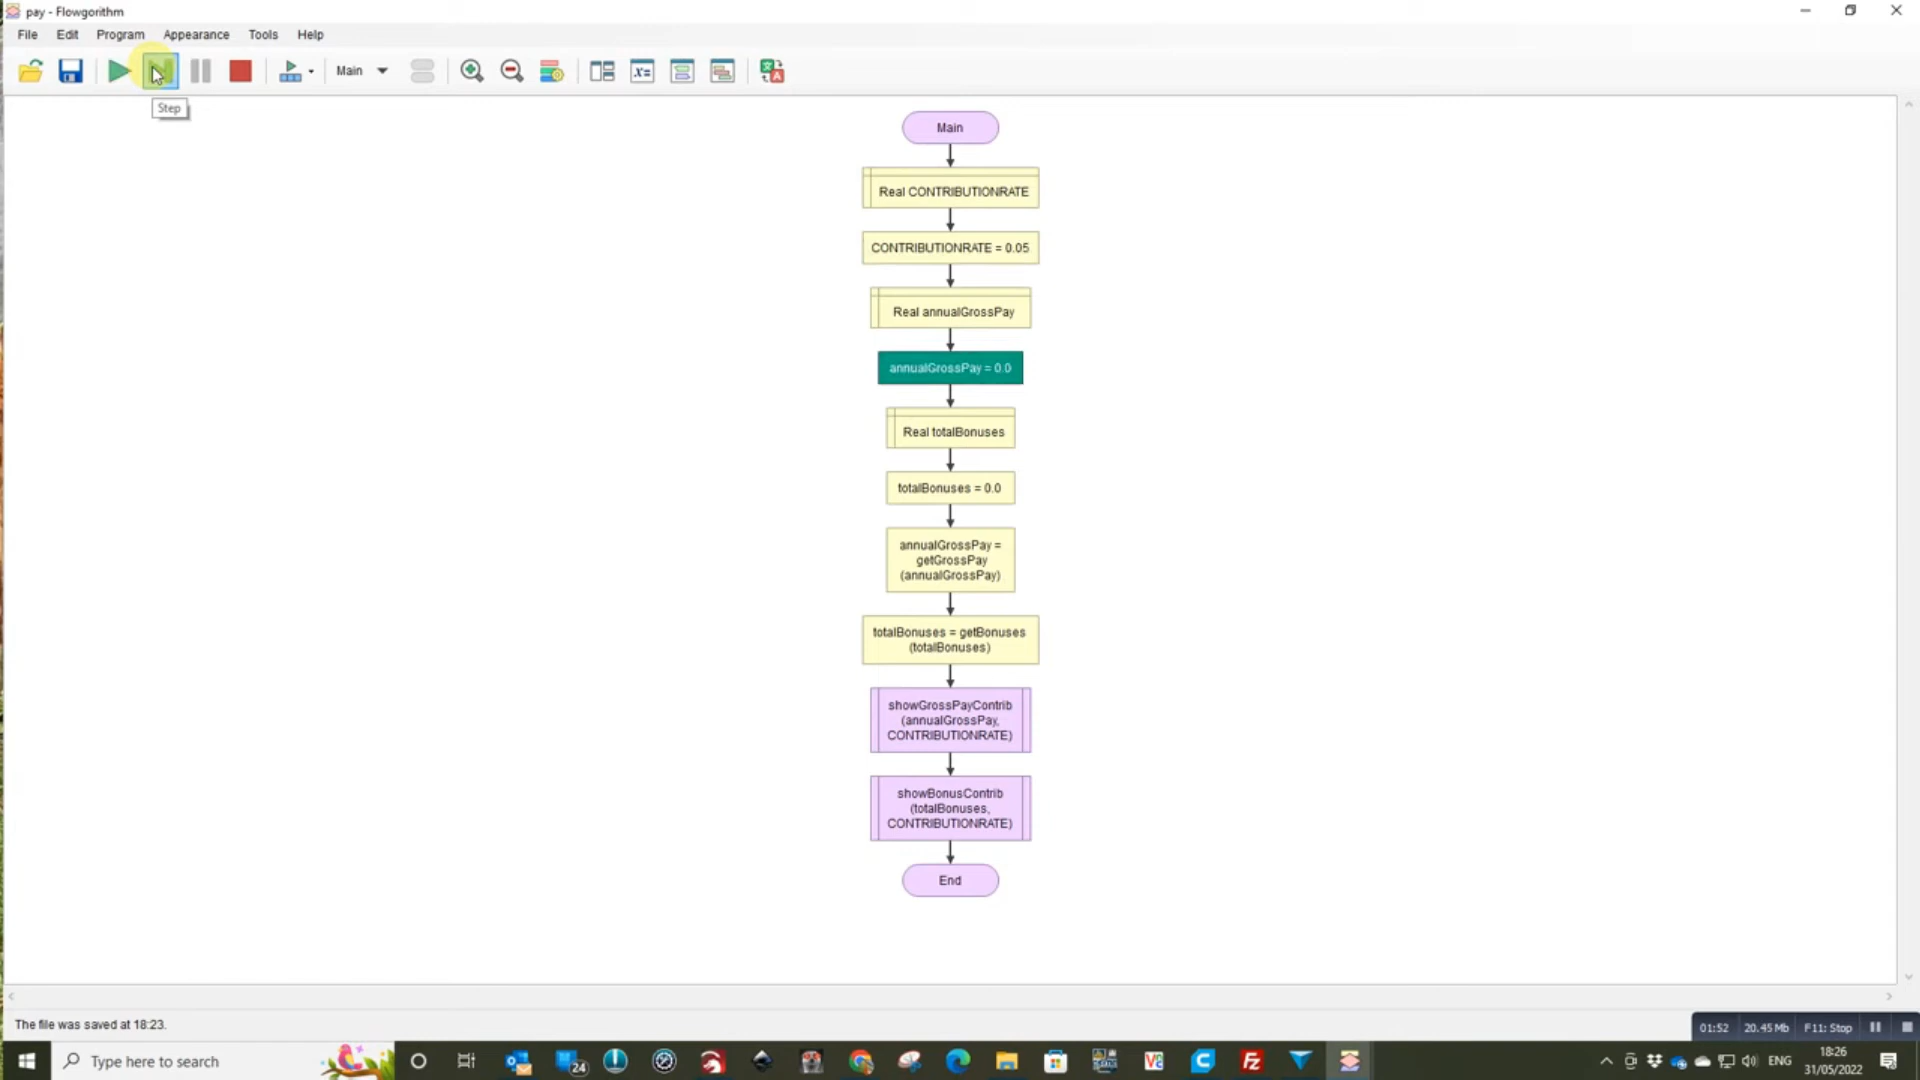 pay - Flowgorithm
File Edit Program Appearance Tools Help
Main
Step
Main
Real CONTRIBUTIONRATE
CONTRIBUTIONRATE = 0.05
Real annualGrossPay
annualGrossPay = 0.0
Real totalBonuses
totalBonuses = 0.0
annualGrossPay =
getGrossPay
(annualGrossPay)
totalBonuses = getBonuses
(totalBonuses)
showGrossPayContrib
(annualGrossPay,
CONTRIBUTIONRATE)
showBonusContrib
(totalBonuses,
CONTRIBUTIONRATE)
End
The file was saved at 18:23.
01:52 20.45 Mb F11: Stop
Type here to search
24
ENG
18:26
31/05/2022